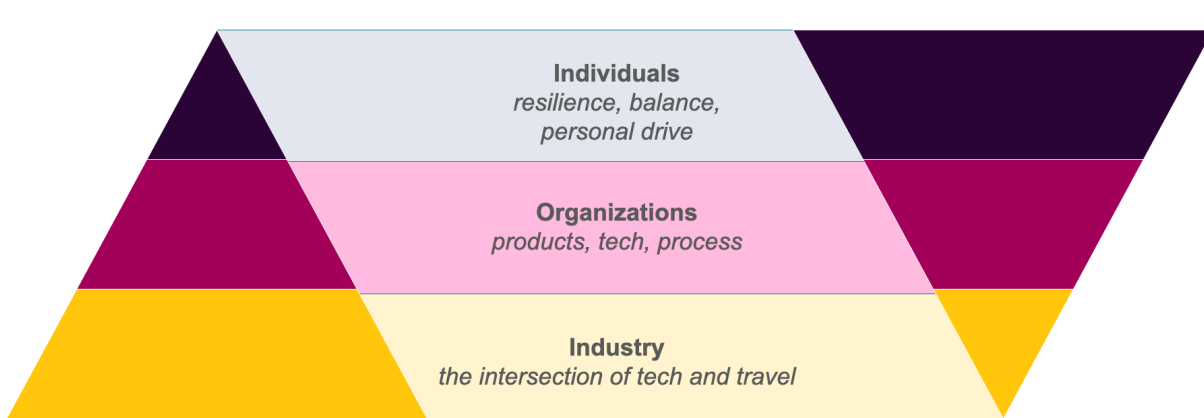 Individuals
resilience, balance,
personal drive
Organizations
products, tech, process
Industry
the intersection of tech and travel